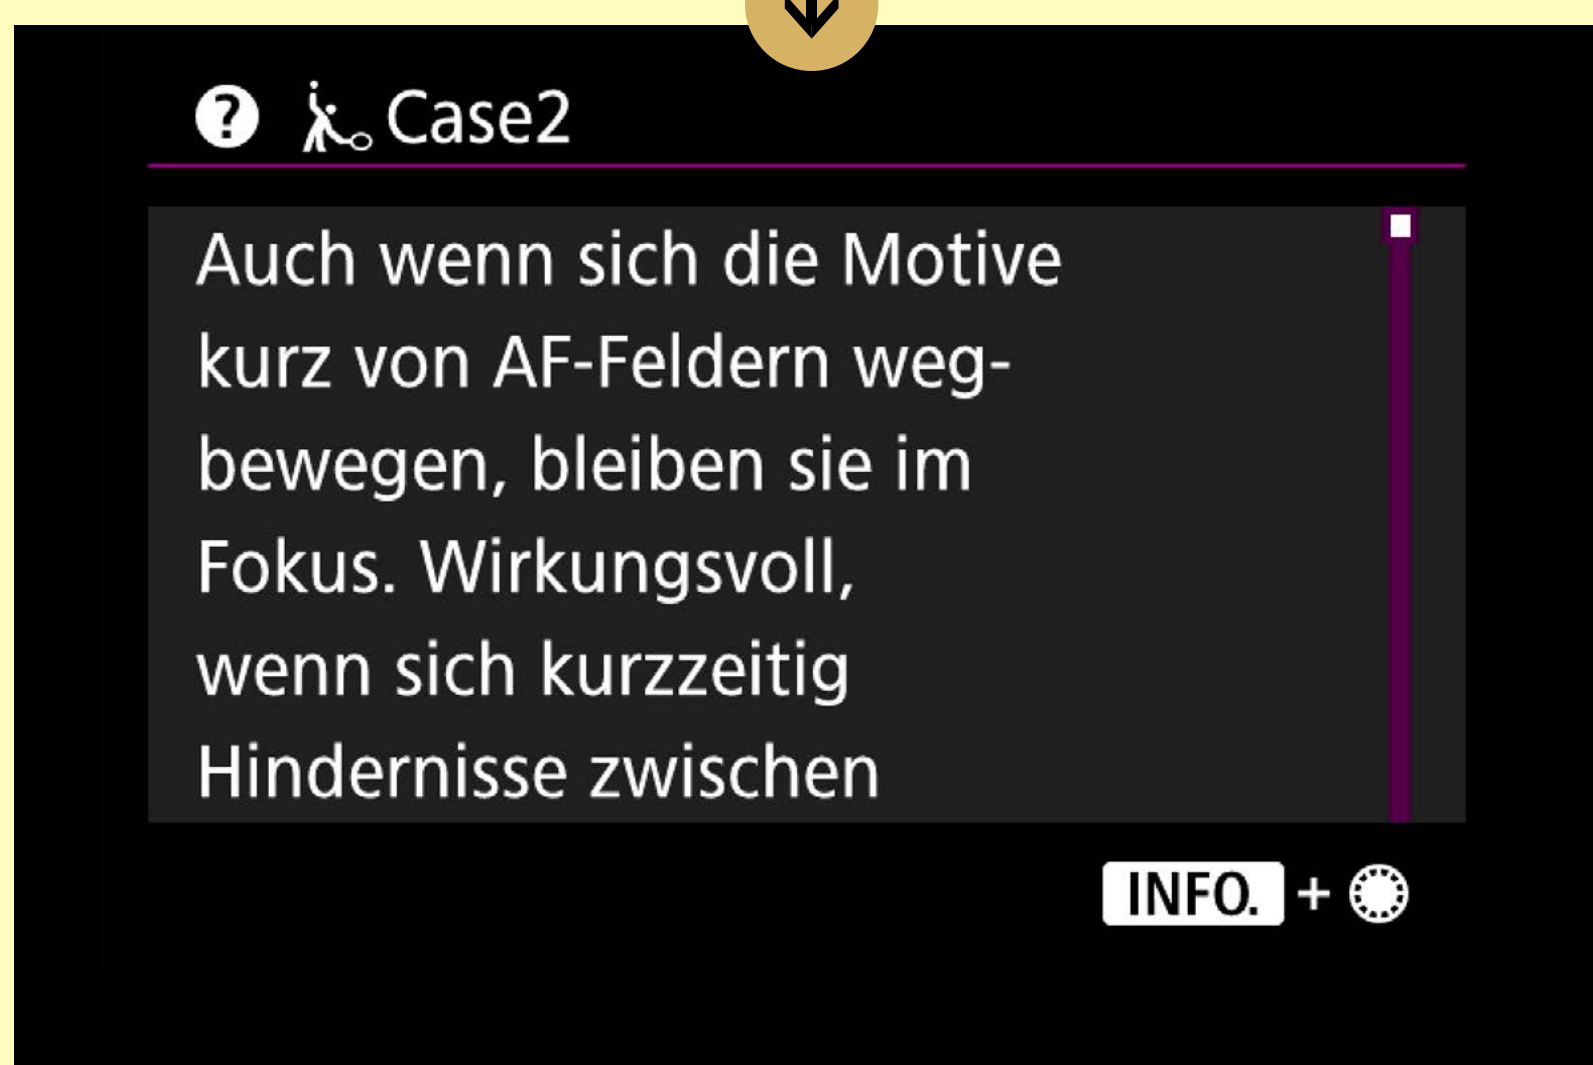 ? Case2
Auch wenn sich die Motive
kurz von AF-Feldern weg-
bewegen, bleiben sie im
Fokus. Wirkungsvoll,
wenn sich kurzzeitig
Hindernisse zwischen
INFO. +